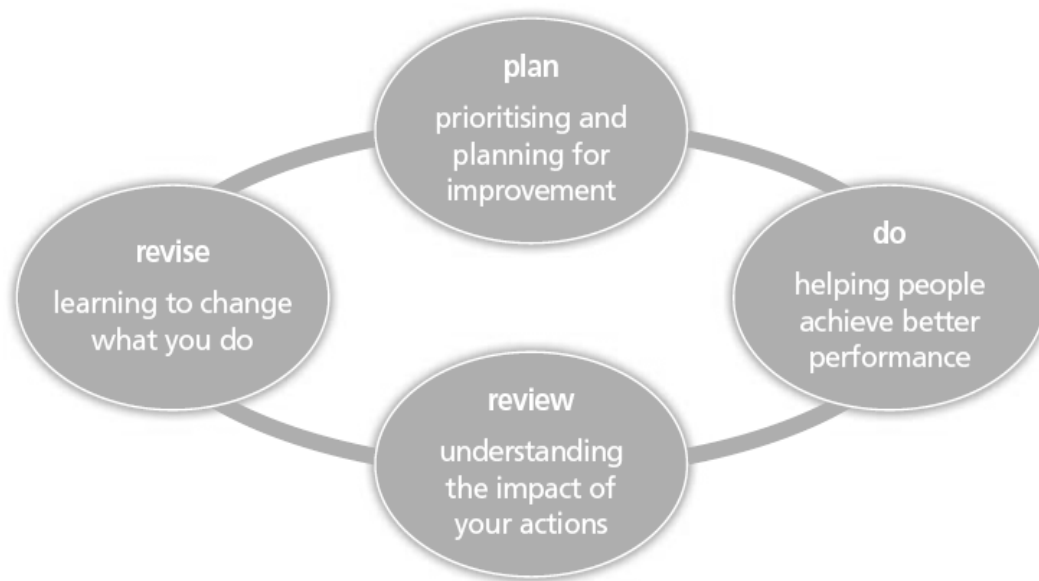 plan
prioritising and
planning for
improvement
do
helping people
achieve better
performance
review
understanding
the impact of
your actions
revise
learning to change
what you do